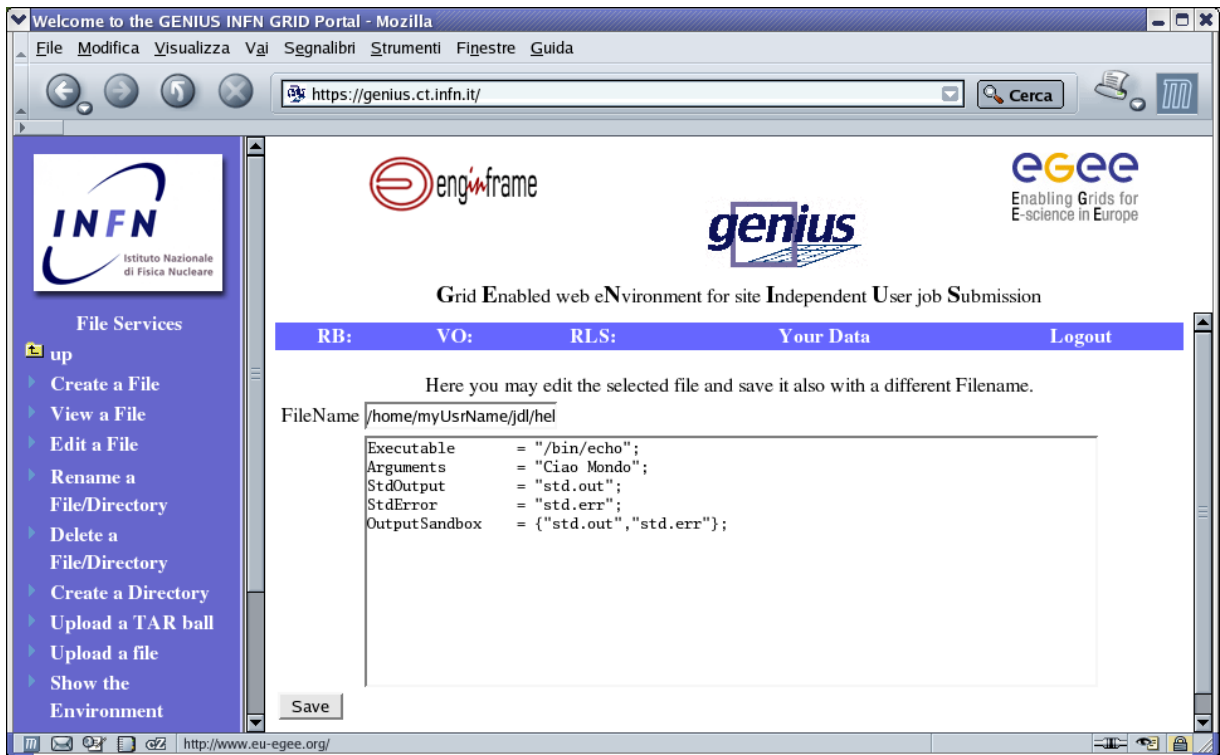 Welcome to the GENIUS INFN GRID Portal - Mozilla
File Modifica Visualizza Vai Segnalibri Strumenti Finestre Guida
https://genius.ct.infn.it/
Cerca
INFN
Istituto Nazionale
di Fisica Nucleare
File Services
up
Create a File
View a File
Edit a File
Rename a
File/Directory
Delete a
File/Directory
Create a Directory
Upload a TAR ball
Upload a file
Show the
Environment
enginframe
genius
egee
Enabling Grids for
E-science in Europe
Grid Enabled web eNvironment for site Independent User job Submission
RB: VO: RLS: Your Data Logout
Here you may edit the selected file and save it also with a different Filename.
FileName /home/myUsrName/jdl/hel
Executable = "/bin/echo";
Arguments = "Ciao Mondo";
StdOutput = "std.out";
StdError = "std.err";
OutputSandbox = {"std.out","std.err"};
Save
http://www.eu-egee.org/